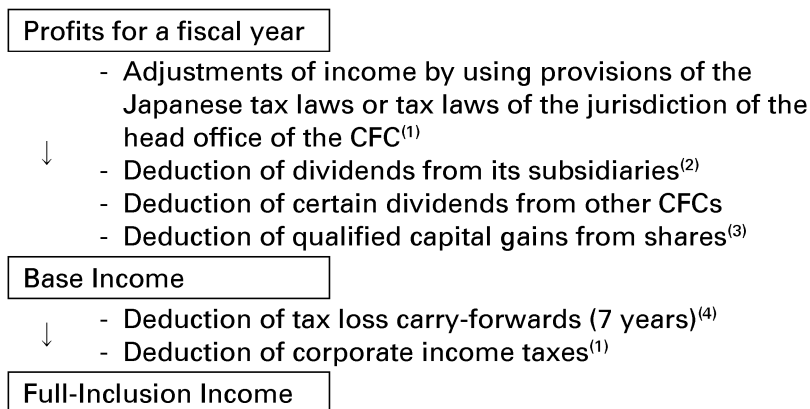 Profits for a fiscal year
- Adjustments of income by using provisions of the
Japanese tax laws or tax laws of the jurisdiction of the
head office of the CFC(1)
↓
- Deduction of dividends from its subsidiaries(2)
- Deduction of certain dividends from other CFCs
- Deduction of qualified capital gains from shares(3)
Base Income
- Deduction of tax loss carry-forwards (7 years)(4)
↓
- Deduction of corporate income taxes(1)
Full-Inclusion Income